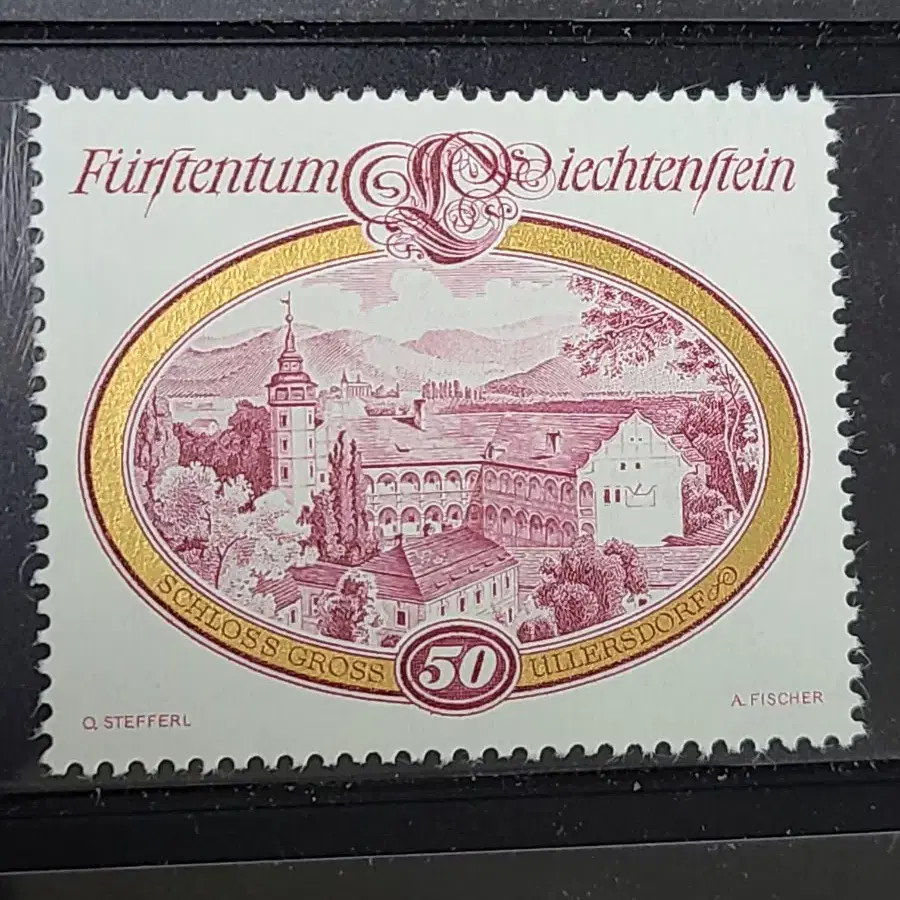 Fürstentum Liechtenstein
SCHLOSS GROSS ULLERSDORF
50
O. STEFFERL
A. FISCHER